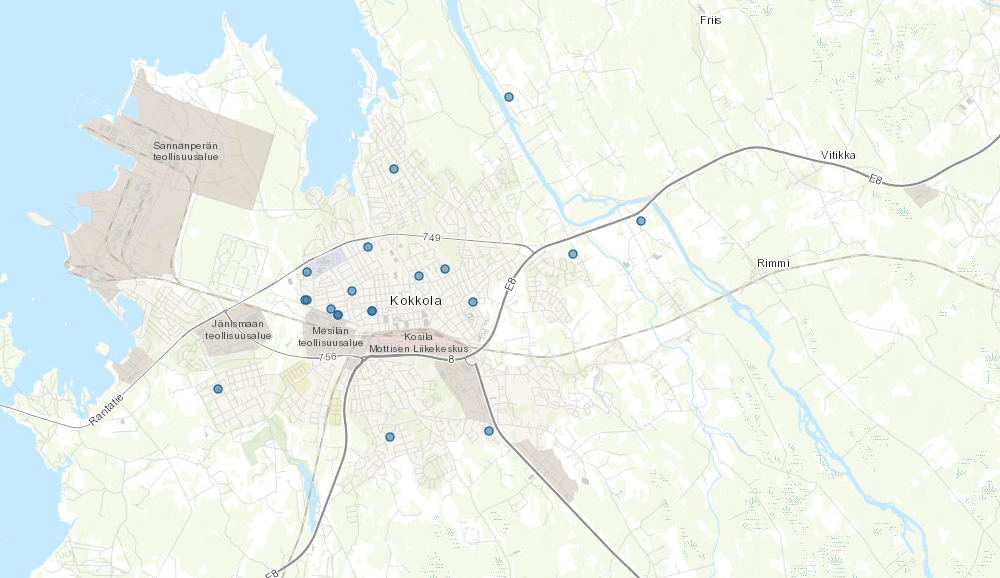 Friis
Sannanperän
teollisuusalue
Vitikka
E8
749
Rimmi
E8
Kokkola
Jänismaan
teollisuusalue
Mesilän
teollisuusalue
Kosila
Mottisen Liikekeskus
756
8
Rantatie
E8